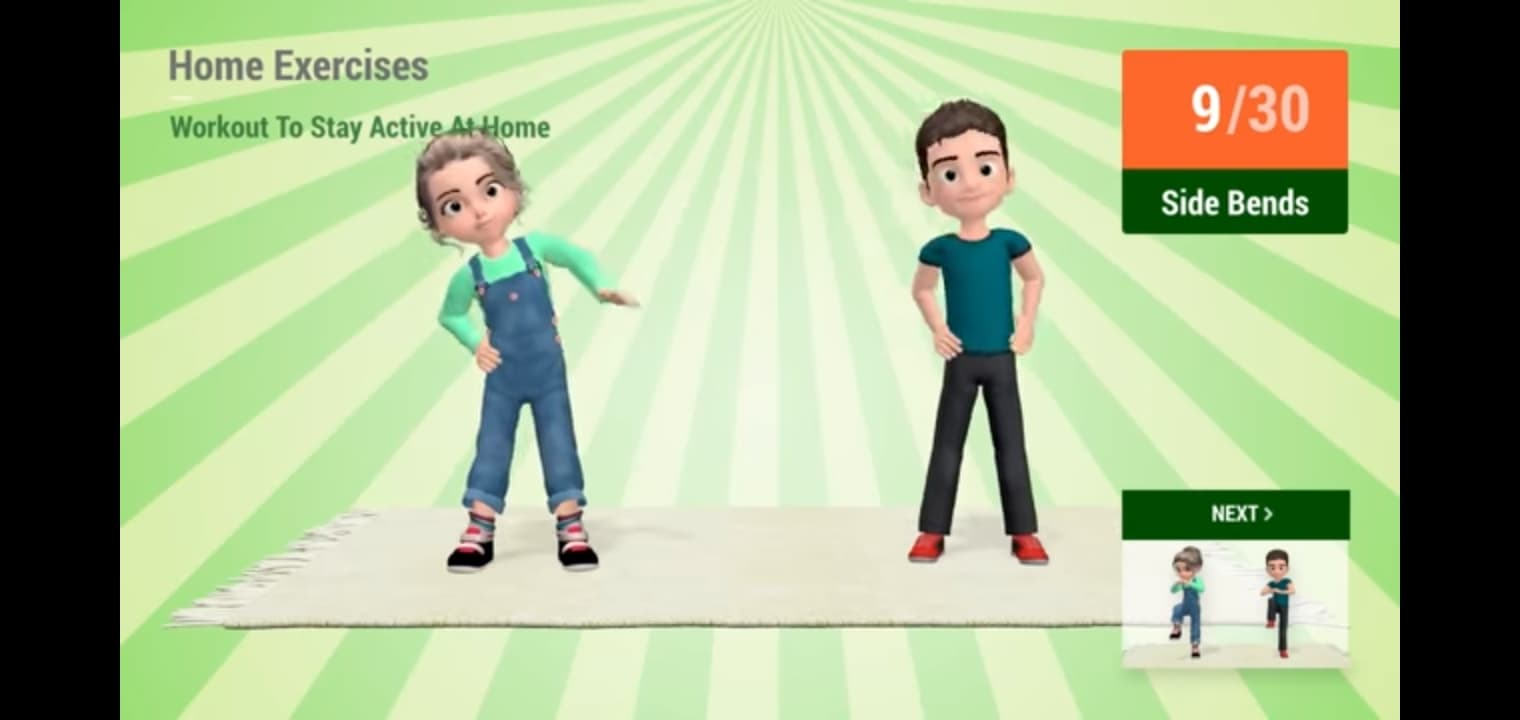 Home Exercises
Workout To Stay Active At Home
9/30
Side Bends
NEXT >